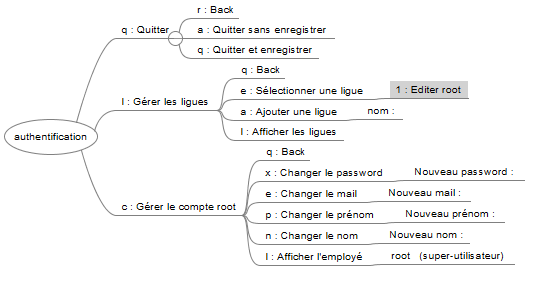 r : Back
q : Quitter
a : Quitter sans enregistrer
q : Quitter et enregistrer
q : Back
e : Sélectionner une ligue
1 : Editer root
l : Gérer les ligues
a : Ajouter une ligue
nom :
l : Afficher les ligues
authentification
q : Back
x : Changer le password
Nouveau password :
e : Changer le mail
Nouveau mail :
c : Gérer le compte root
p : Changer le prénom
Nouveau prénom :
n : Changer le nom
Nouveau nom :
l : Afficher l'employé
root (super-utilisateur)